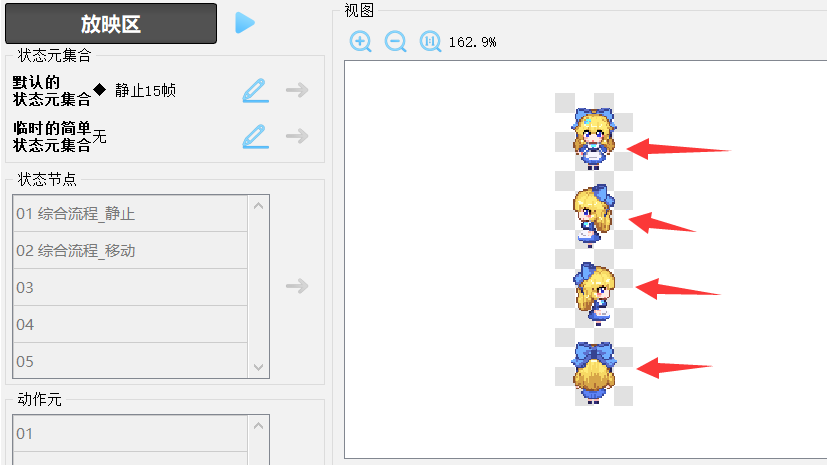 放映区
视图
162.9%
状态元集合
默认的
状态元集合
◆ 静止15帧
临时的简单
状态元集合
无
状态节点
01 综合流程_静止
02 综合流程_移动
03
04
05
动作元
01